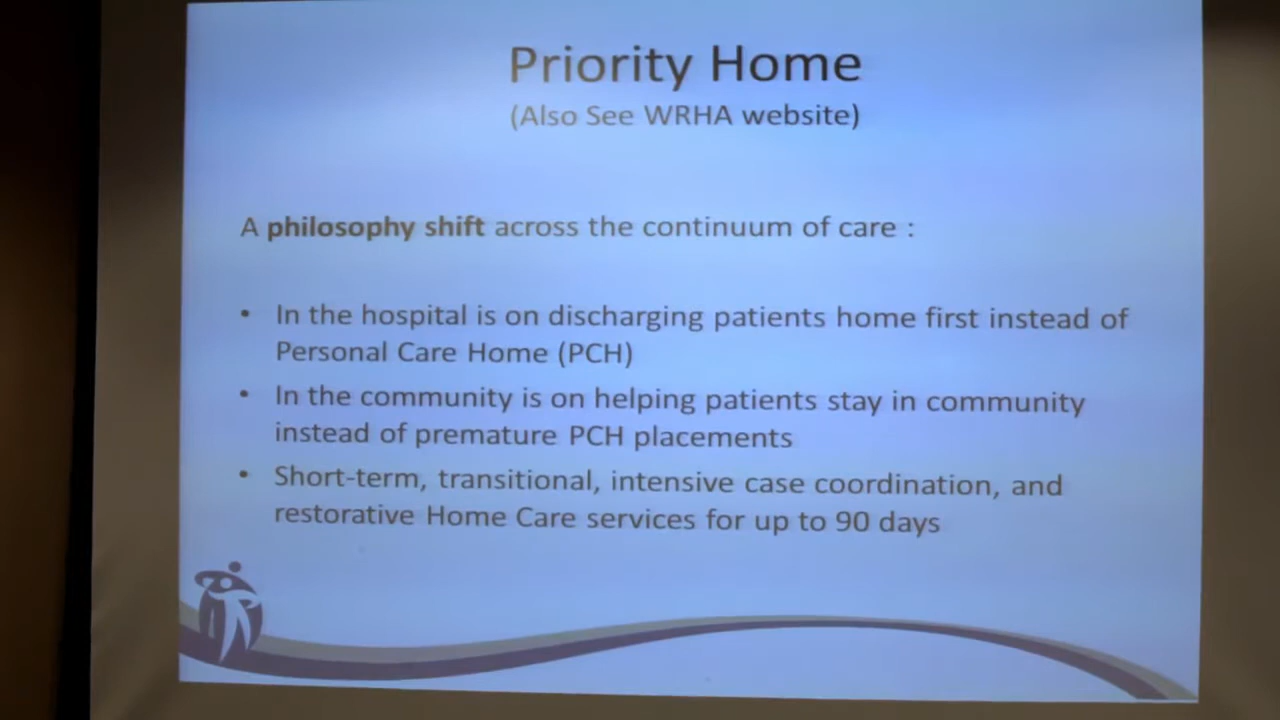 Priority Home
(Also See WRHA website)
A philosophy shift across the continuum of care :
• In the hospital is on discharging patients home first instead of
Personal Care Home (PCH)
• In the community is on helping patients stay in community
instead of premature PCH placements
• Short-term, transitional, intensive case coordination, and
restorative Home Care services for up to 90 days